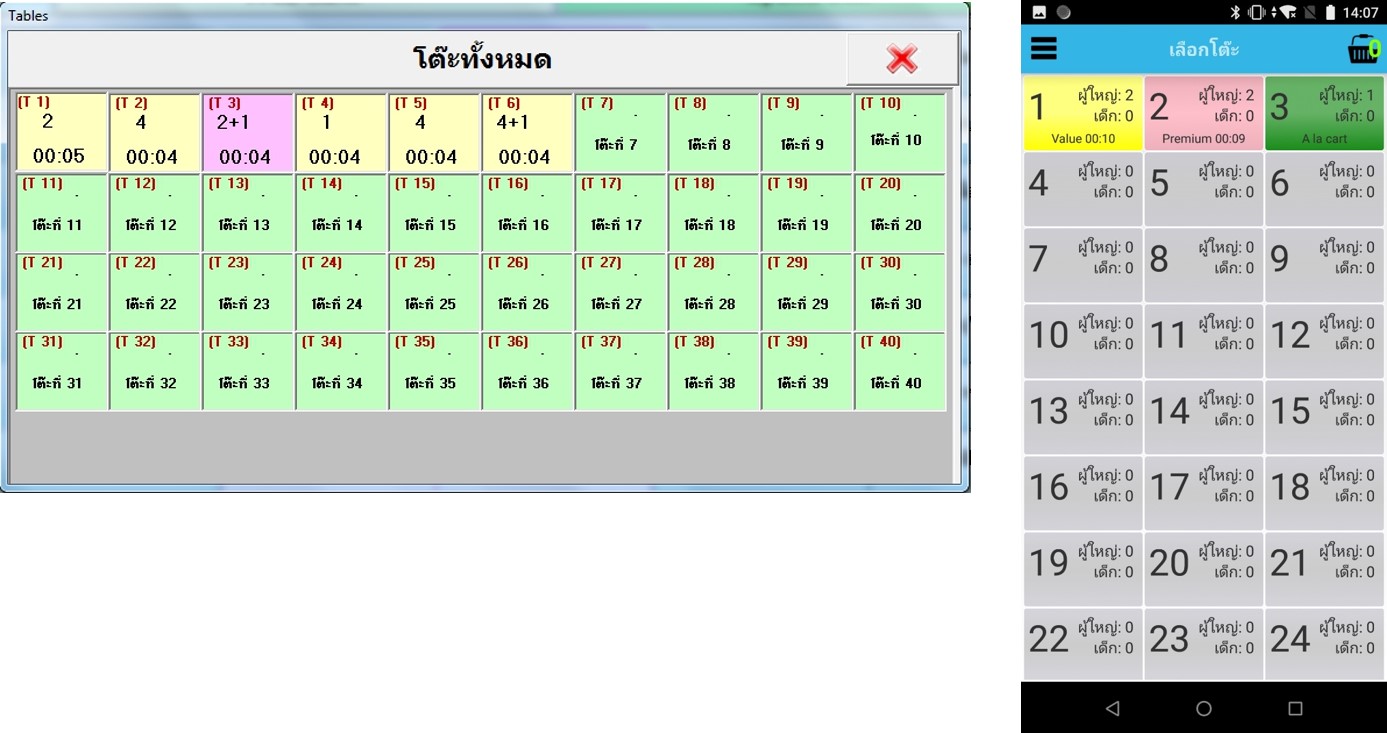 Tables
โต๊ะทั้งหมด
(T 1) (T 2) (T 3) (T 4) (T 5) (T 6) (T 7) (T 8) (T 9) (T 10)
2 4 2+1 1 4 4+1 . . . .
00:05 00:04 00:04 00:04 00:04 00:04 โต๊ะที่ 7 โต๊ะที่ 8 โต๊ะที่ 9 โต๊ะที่ 10
(T 11) (T 12) (T 13) (T 14) (T 15) (T 16) (T 17) (T 18) (T 19) (T 20)
. . . . . . . . . .
โต๊ะที่ 11 โต๊ะที่ 12 โต๊ะที่ 13 โต๊ะที่ 14 โต๊ะที่ 15 โต๊ะที่ 16 โต๊ะที่ 17 โต๊ะที่ 18 โต๊ะที่ 19 โต๊ะที่ 20
(T 21) (T 22) (T 23) (T 24) (T 25) (T 26) (T 27) (T 28) (T 29) (T 30)
. . . . . . . . . .
โต๊ะที่ 21 โต๊ะที่ 22 โต๊ะที่ 23 โต๊ะที่ 24 โต๊ะที่ 25 โต๊ะที่ 26 โต๊ะที่ 27 โต๊ะที่ 28 โต๊ะที่ 29 โต๊ะที่ 30
(T 31) (T 32) (T 33) (T 34) (T 35) (T 36) (T 37) (T 38) (T 39) (T 40)
. . . . . . . . . .
โต๊ะที่ 31 โต๊ะที่ 32 โต๊ะที่ 33 โต๊ะที่ 34 โต๊ะที่ 35 โต๊ะที่ 36 โต๊ะที่ 37 โต๊ะที่ 38 โต๊ะที่ 39 โต๊ะที่ 40
14:07
เลือกโต๊ะ 0
1 ผู้ใหญ่: 2 2 ผู้ใหญ่: 2 3 ผู้ใหญ่: 1
เด็ก: 0 เด็ก: 0 เด็ก: 0
Value 00:10 Premium 00:09 A la cart
4 ผู้ใหญ่: 0 5 ผู้ใหญ่: 0 6 ผู้ใหญ่: 0
เด็ก: 0 เด็ก: 0 เด็ก: 0
7 ผู้ใหญ่: 0 8 ผู้ใหญ่: 0 9 ผู้ใหญ่: 0
เด็ก: 0 เด็ก: 0 เด็ก: 0
10 ผู้ใหญ่: 0 11 ผู้ใหญ่: 0 12 ผู้ใหญ่: 0
เด็ก: 0 เด็ก: 0 เด็ก: 0
13 ผู้ใหญ่: 0 14 ผู้ใหญ่: 0 15 ผู้ใหญ่: 0
เด็ก: 0 เด็ก: 0 เด็ก: 0
16 ผู้ใหญ่: 0 17 ผู้ใหญ่: 0 18 ผู้ใหญ่: 0
เด็ก: 0 เด็ก: 0 เด็ก: 0
19 ผู้ใหญ่: 0 20 ผู้ใหญ่: 0 21 ผู้ใหญ่: 0
เด็ก: 0 เด็ก: 0 เด็ก: 0
22 ผู้ใหญ่: 0 23 ผู้ใหญ่: 0 24 ผู้ใหญ่: 0
เด็ก: 0 เด็ก: 0 เด็ก: 0